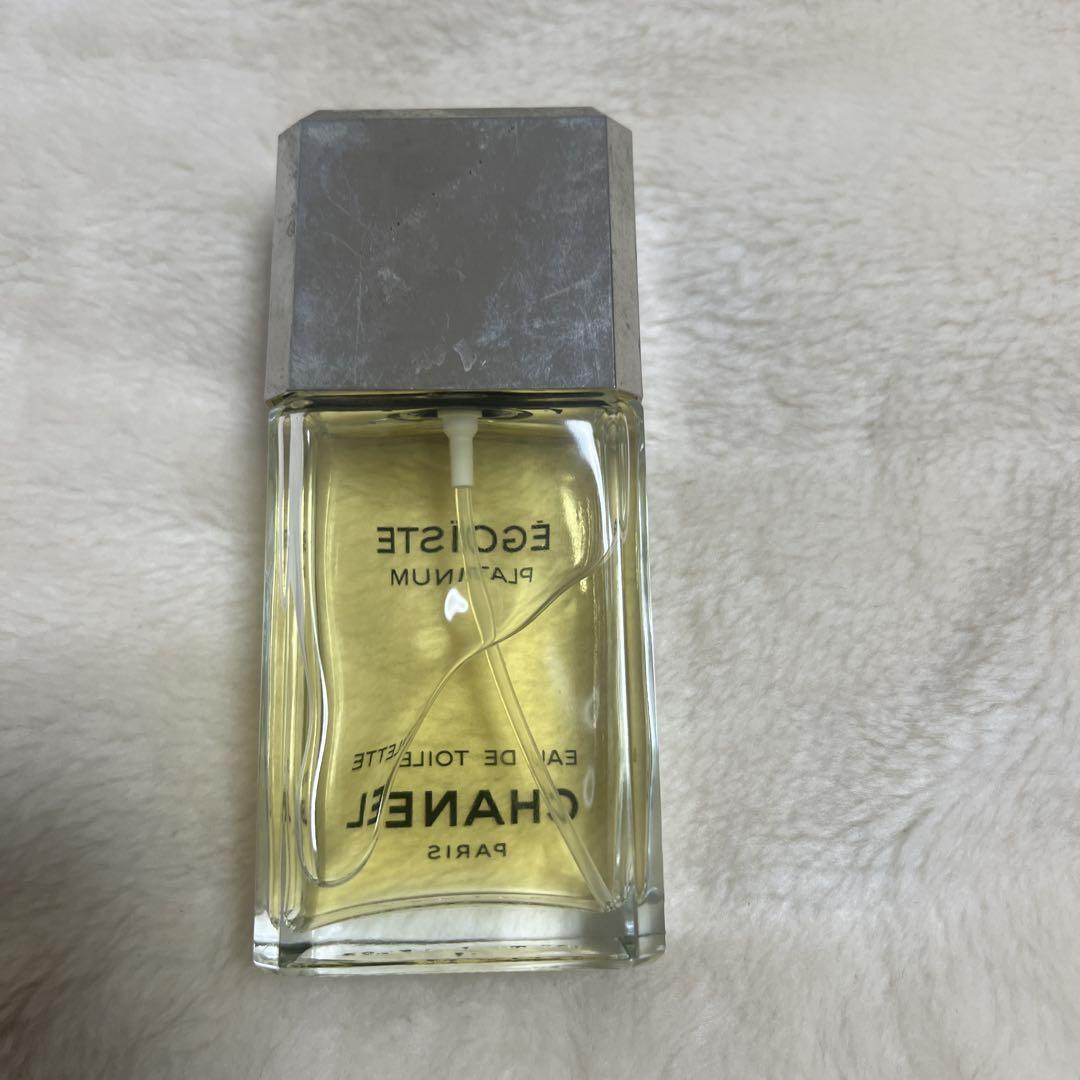 ÉGOÏSTE
PLATINUM
EAU DE TOILETTE
CHANEL
PARIS